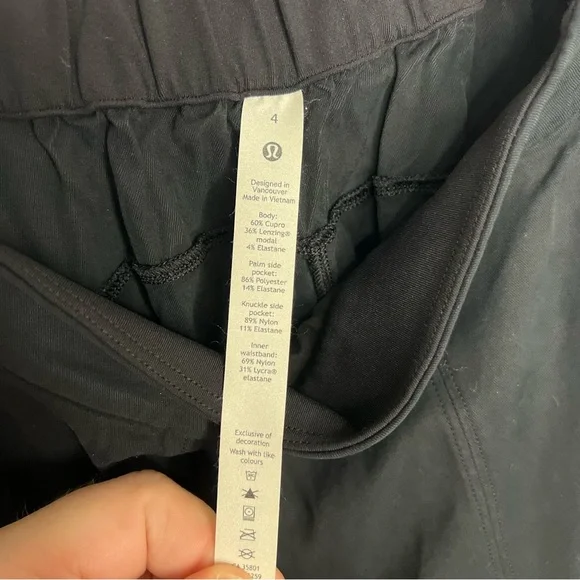 4
Designed in
Vancouver
Made in Vietnam
Body:
60% Cupro
36% Lenzing®
modal
4% Elastane
Palm side
pocket:
86% Polyester
14% Elastane
Knuckle side
pocket:
89% Nylon
11% Elastane
Inner
waistband:
69% Nylon
31% Lycra®
elastane
Exclusive of
decoration
Wash with like
colours
35801
259